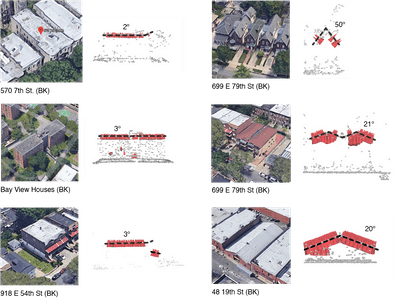 2°
570 7th St. (BK)
50°
699 E 79th St (BK)
3°
Bay View Houses (BK)
21°
699 E 79th St (BK)
3°
918 E 54th St (BK)
20°
48 19th St (BK)